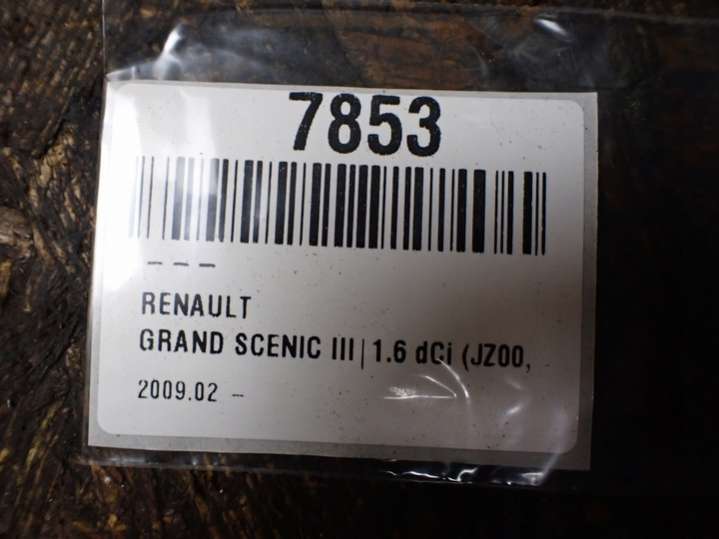 7853
---
RENAULT
GRAND SCENIC III | 1.6 dCi (JZ00,
2009.02 -